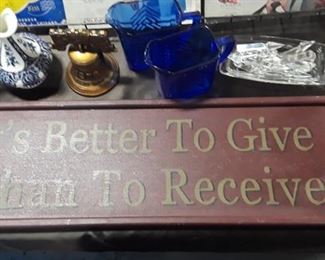 's Better To Give
han To Receive